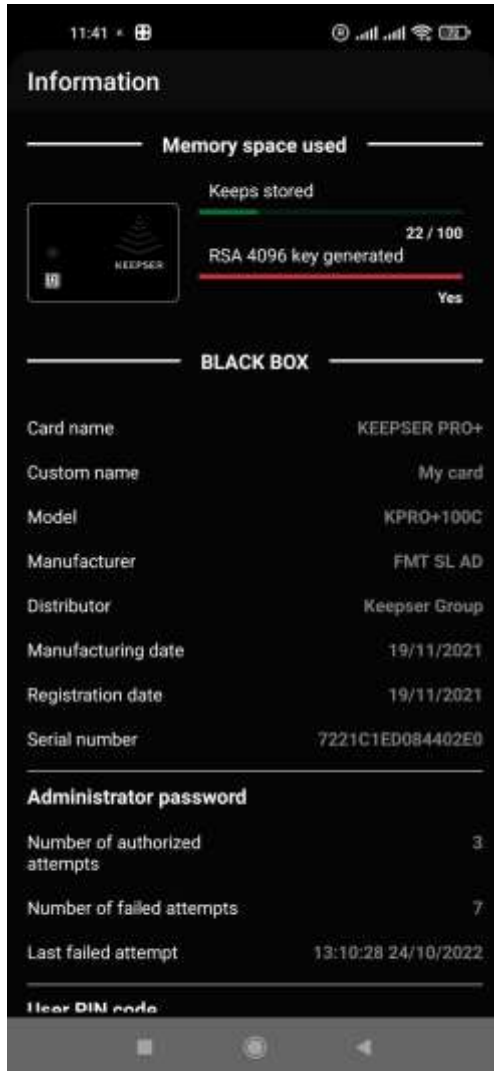 11:41
72
Information
Memory space used
Keeps stored
22 / 100
KEEPSER
RSA 4096 key generated
Yes
BLACK BOX
Card name KEEPSER PRO+
Custom name My card
Model KPRO+100C
Manufacturer FMT SL AD
Distributor Keepser Group
Manufacturing date 19/11/2021
Registration date 19/11/2021
Serial number 7221C1ED084402E0
Administrator password
Number of authorized attempts 3
Number of failed attempts 7
Last failed attempt 13:10:28 24/10/2022
User PIN code